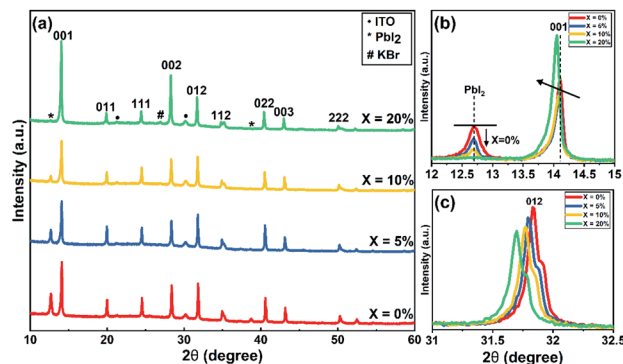 (a)
• ITO
* PbI2
# KBr
001
002
012
011
111
112
022
003
222
*
•
#
•
*
X = 20%
X = 10%
X = 5%
X = 0%
Intensity (a.u.)
10 20 30 40 50 60
2θ (degree)
(b)
001
X = 0%
X = 5%
X = 10%
X = 20%
PbI2
X=0%
Intensity (a.u.)
12 12.5 13 13.5 14 14.5 15
(c)
012
X = 0%
X = 5%
X = 10%
X = 20%
Intensity (a.u.)
31 31.5 32 32.5
2θ (degree)